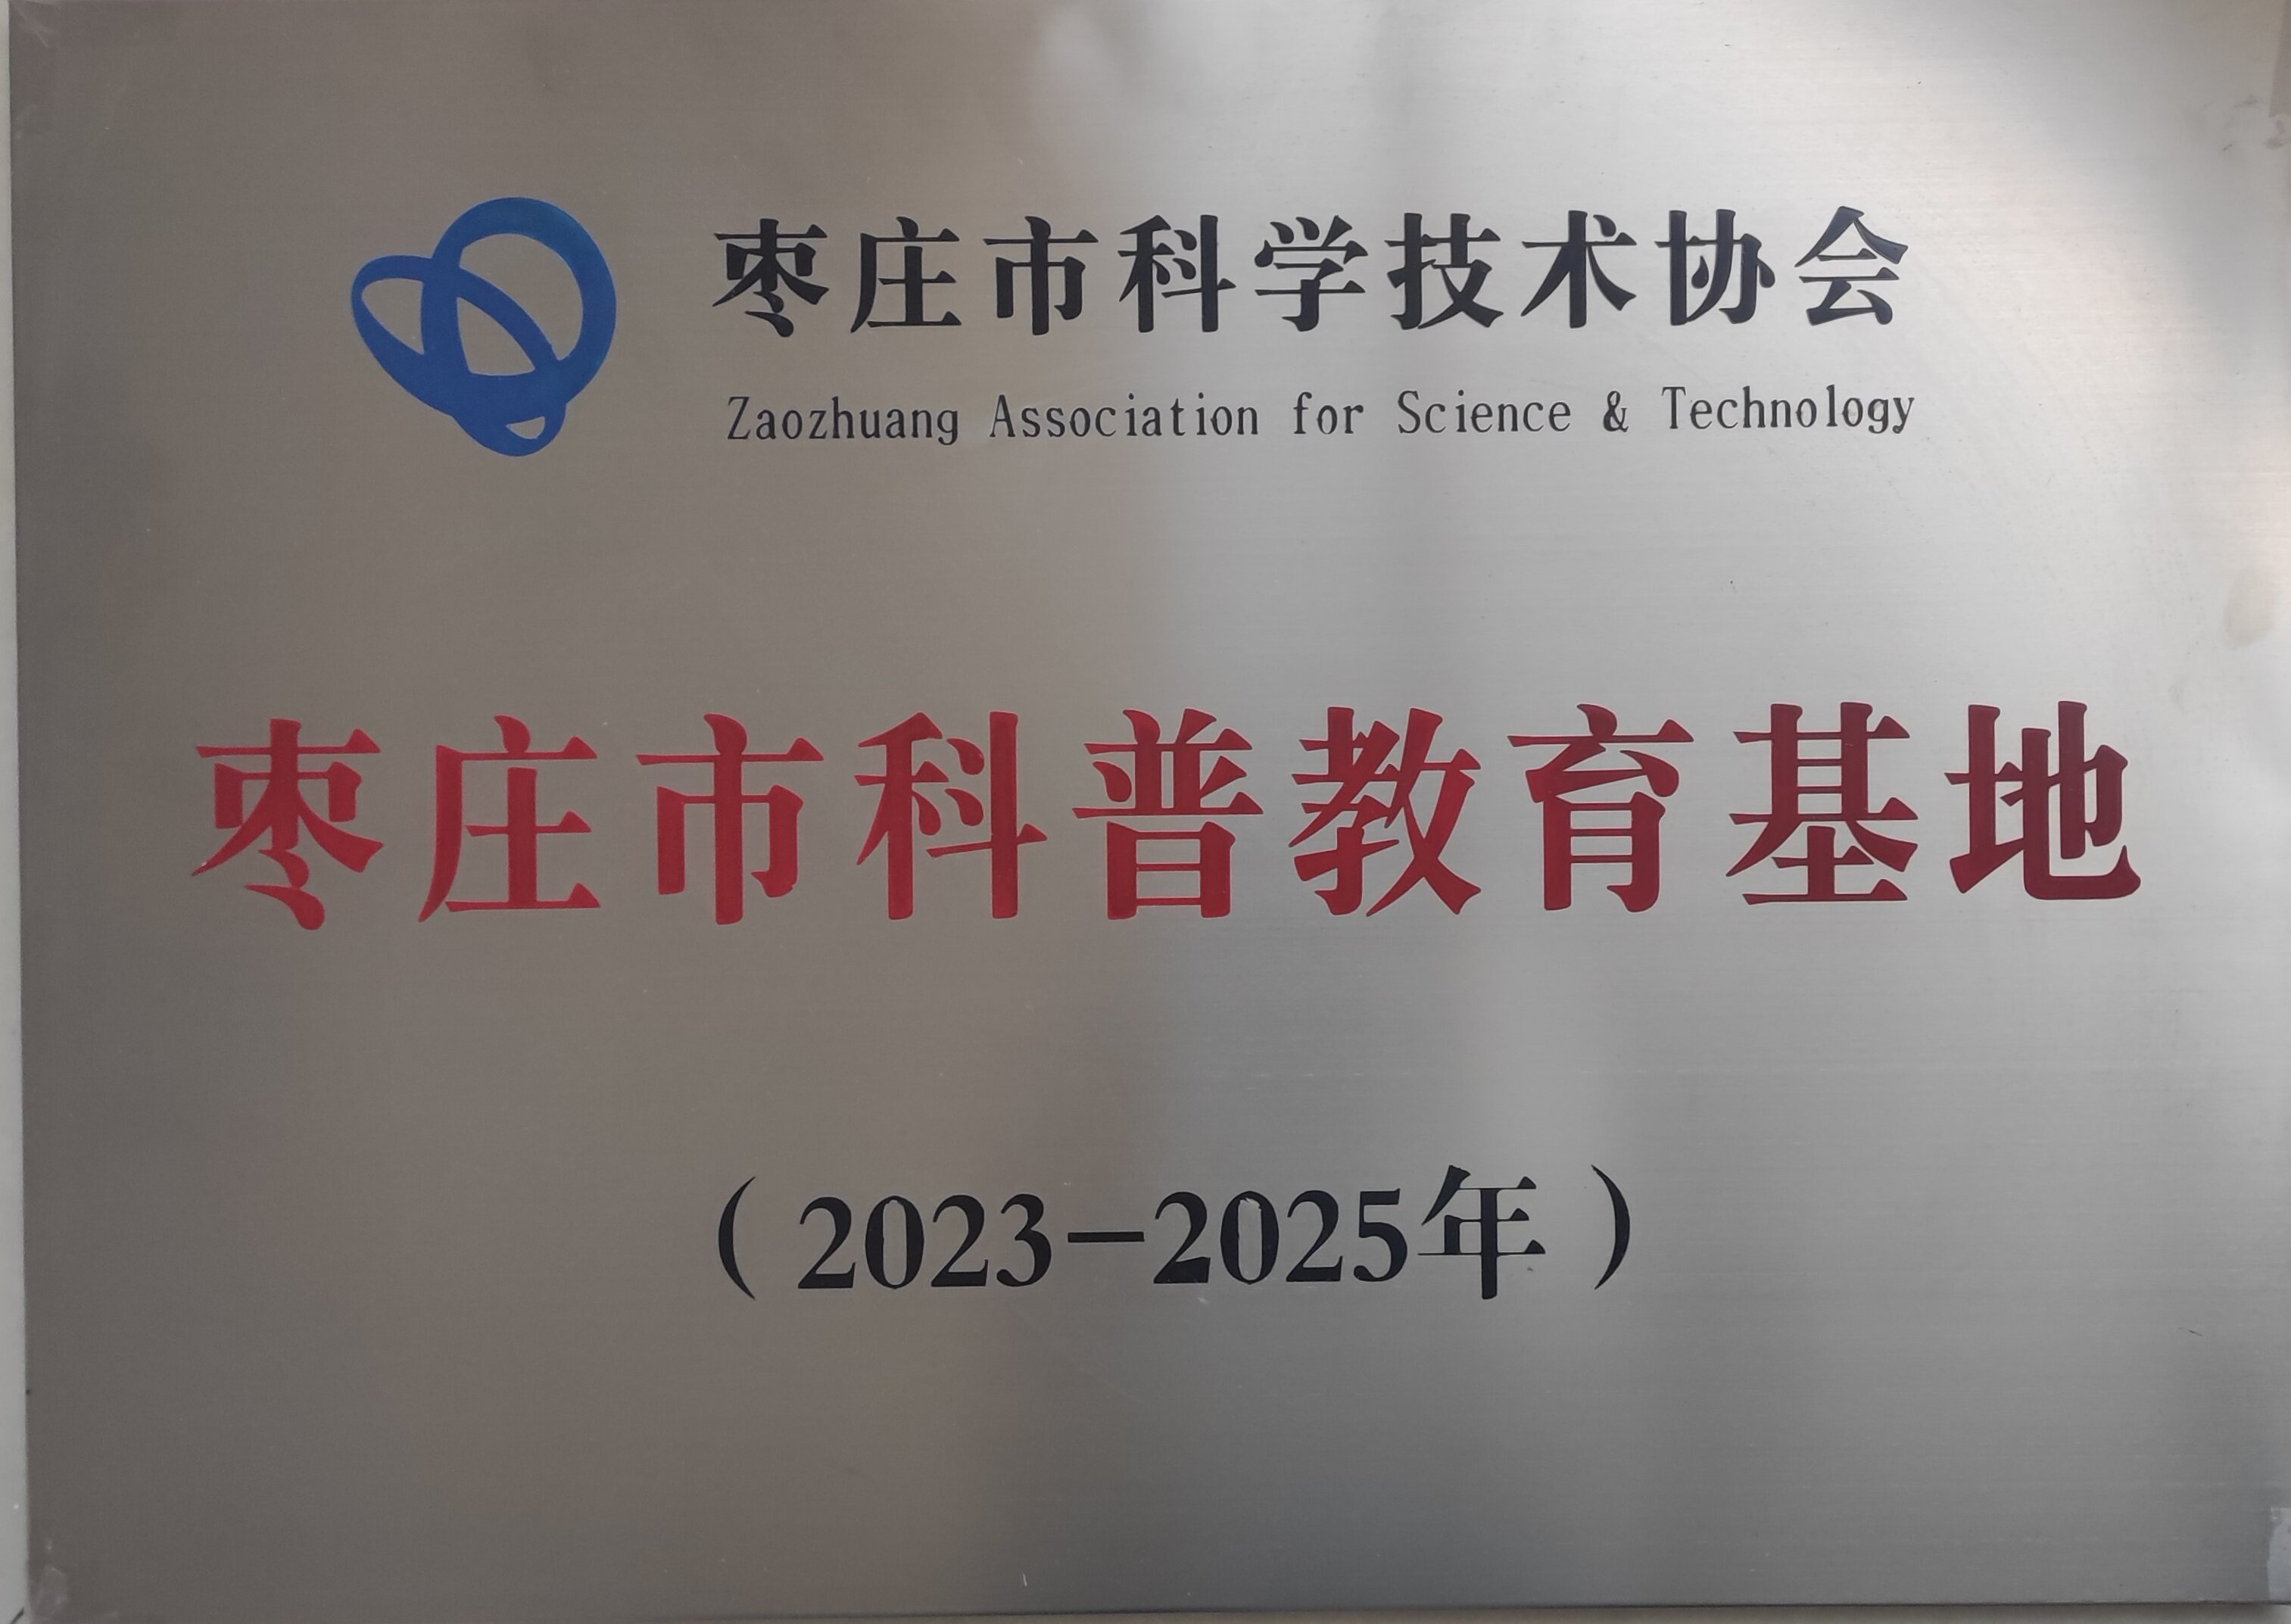 枣庄市科学技术协会
Zaozhuang Association for Science & Technology
枣庄市科普教育基地
（2023—2025年）